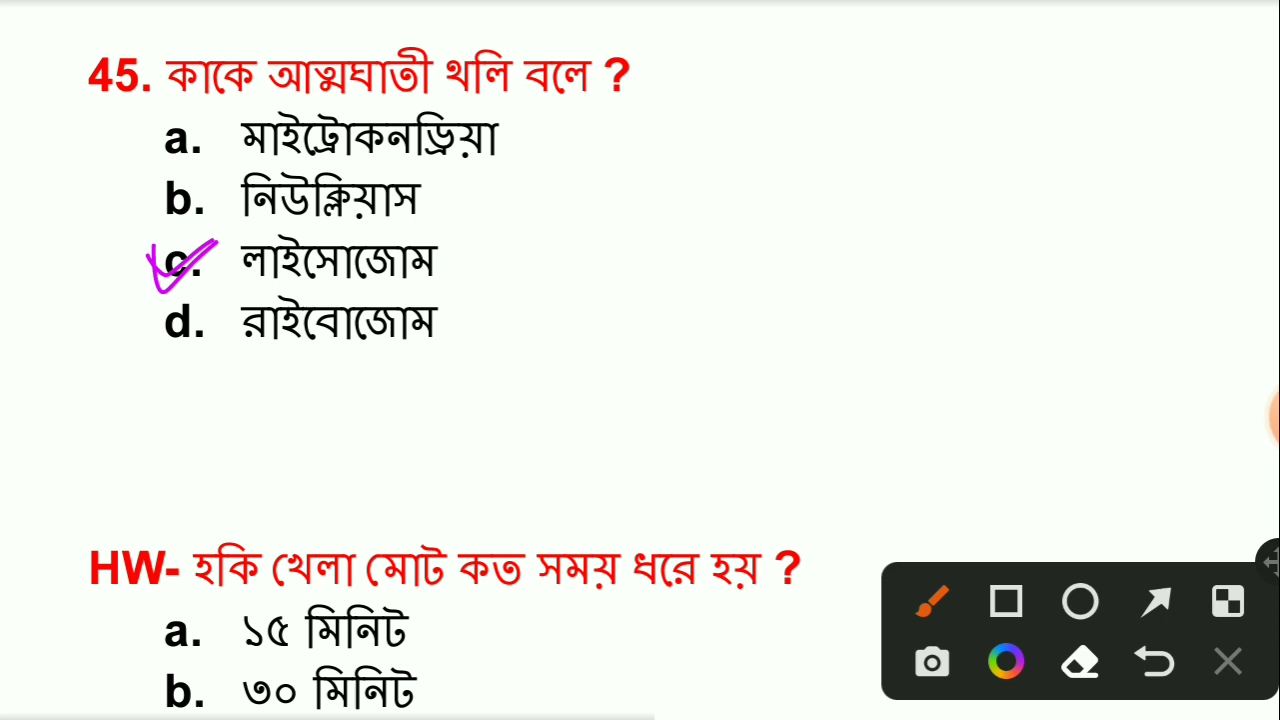 45. কাকে আত্মঘাতী থলি বলে ?
a. মাইট্রোকনড্রিয়া
b. নিউক্লিয়াস
c. লাইসোজোম
d. রাইবোজোম
HW- হকি খেলা মোট কত সময় ধরে হয় ?
a. ১৫ মিনিট
b. ৩০ মিনিট